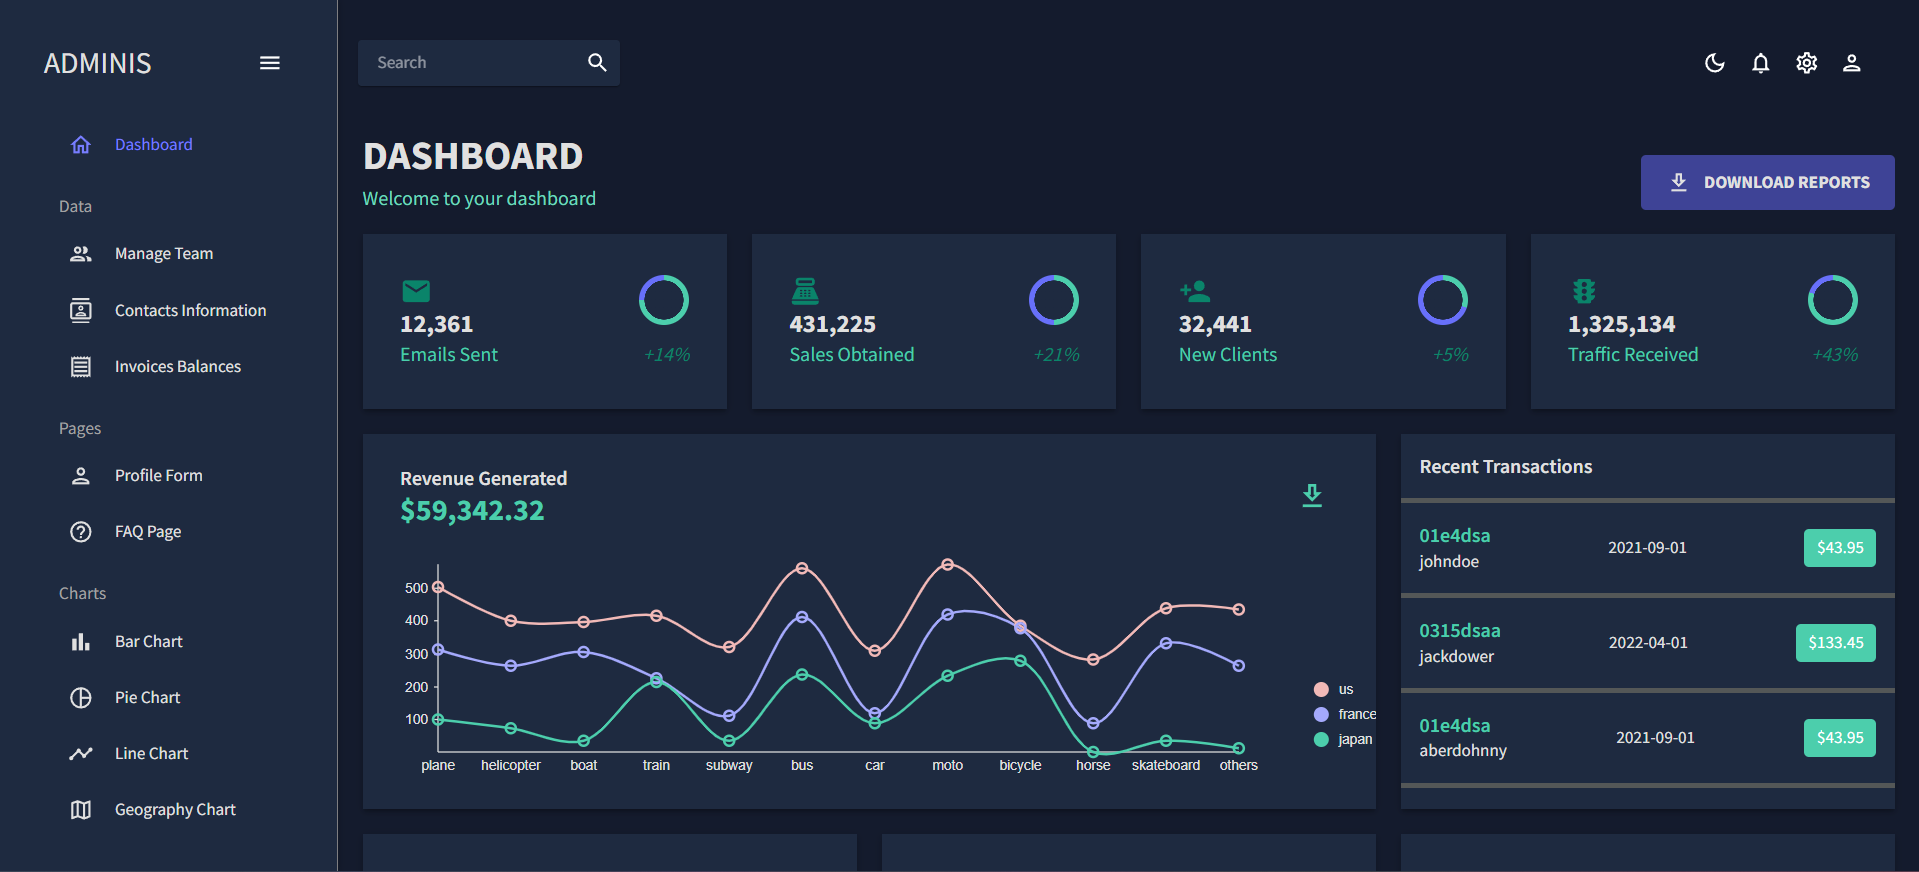 ADMINIS
Search
Dashboard
Data
Manage Team
Contacts Information
Invoices Balances
Pages
Profile Form
FAQ Page
Charts
Bar Chart
Pie Chart
Line Chart
Geography Chart
DASHBOARD
Welcome to your dashboard
DOWNLOAD REPORTS
12,361
Emails Sent
+14%
431,225
Sales Obtained
+21%
32,441
New Clients
+5%
1,325,134
Traffic Received
+43%
Revenue Generated
$59,342.32
500
400
300
200
100
plane helicopter boat train subway bus car moto bicycle horse skateboard others
us
france
japan
Recent Transactions
01e4dsa
johndoe
2021-09-01
$43.95
0315dsaa
jackdower
2022-04-01
$133.45
01e4dsa
aberdohnny
2021-09-01
$43.95